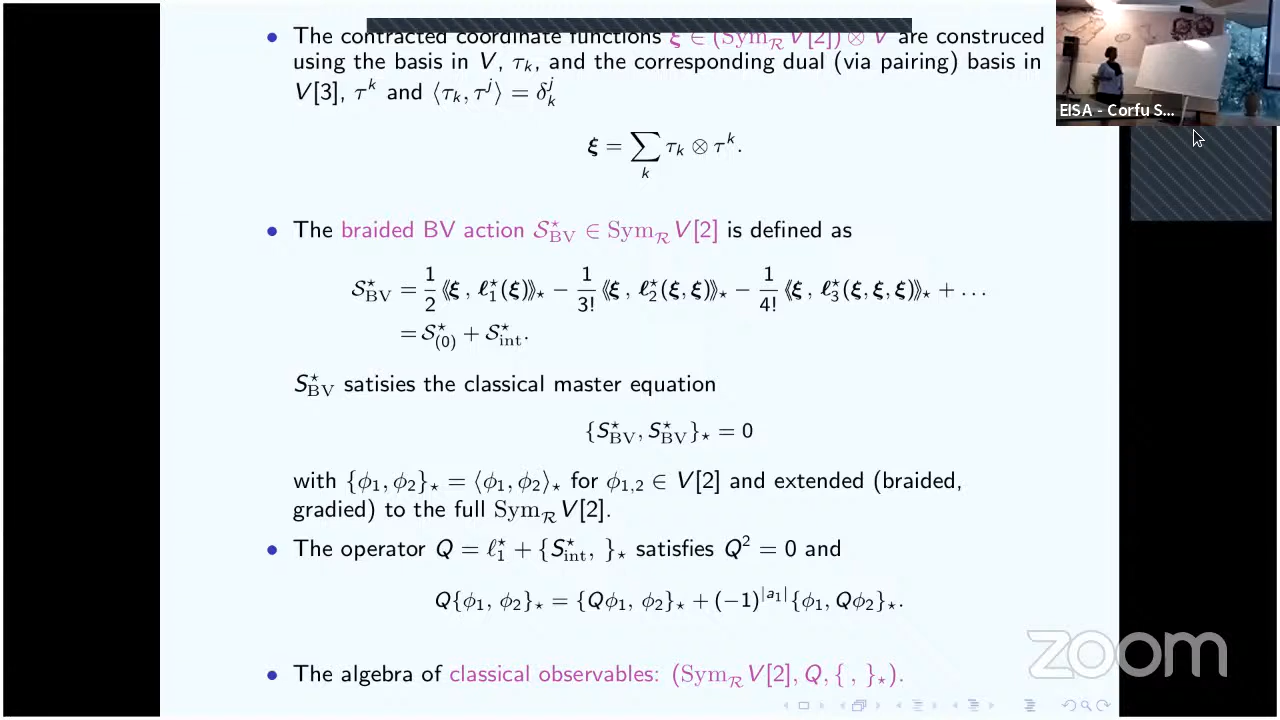 • The contracted coordinate functions ξ ∈ (Sym_R V[2]) ⊗ V are construced
using the basis in V, τ_k, and the corresponding dual (via pairing) basis in
V[3], τ^k and ⟨τ_k, τ^j⟩ = δ_k^j
ξ = ∑_k τ_k ⊗ τ^k.
• The braided BV action S^⋆_BV ∈ Sym_R V[2] is defined as
S^⋆_BV = 1/2 ⟪ξ , ℓ^⋆_1(ξ)⟫_⋆ − 1/3! ⟪ξ , ℓ^⋆_2(ξ, ξ)⟫_⋆ − 1/4! ⟪ξ , ℓ^⋆_3(ξ, ξ, ξ)⟫_⋆ + ...
= S^⋆_(0) + S^⋆_int.
S^⋆_BV satisies the classical master equation
{S^⋆_BV, S^⋆_BV}_⋆ = 0
with {ϕ_1, ϕ_2}_⋆ = ⟨ϕ_1, ϕ_2⟩_⋆ for ϕ_1,2 ∈ V[2] and extended (braided,
gradied) to the full Sym_R V[2].
• The operator Q = ℓ^⋆_1 + {S^⋆_int, }_⋆ satisfies Q^2 = 0 and
Q{ϕ_1, ϕ_2}_⋆ = {Qϕ_1, ϕ_2}_⋆ + (−1)^|a_1| {ϕ_1, Qϕ_2}_⋆.
• The algebra of classical observables: (Sym_R V[2], Q, { , }_⋆).
EISA - Corfu S...
zoom